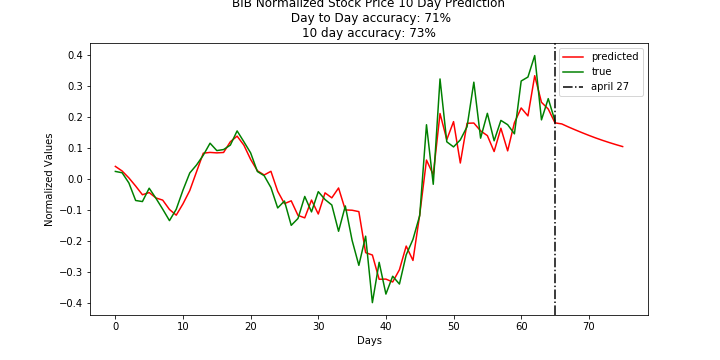 BIB Normalized Stock Price 10 Day Prediction
Day to Day accuracy: 71%
10 day accuracy: 73%
predicted
true
april 27
0.4
0.3
0.2
0.1
0.0
−0.1
−0.2
−0.3
−0.4
Normalized Values
0 10 20 30 40 50 60 70
Days